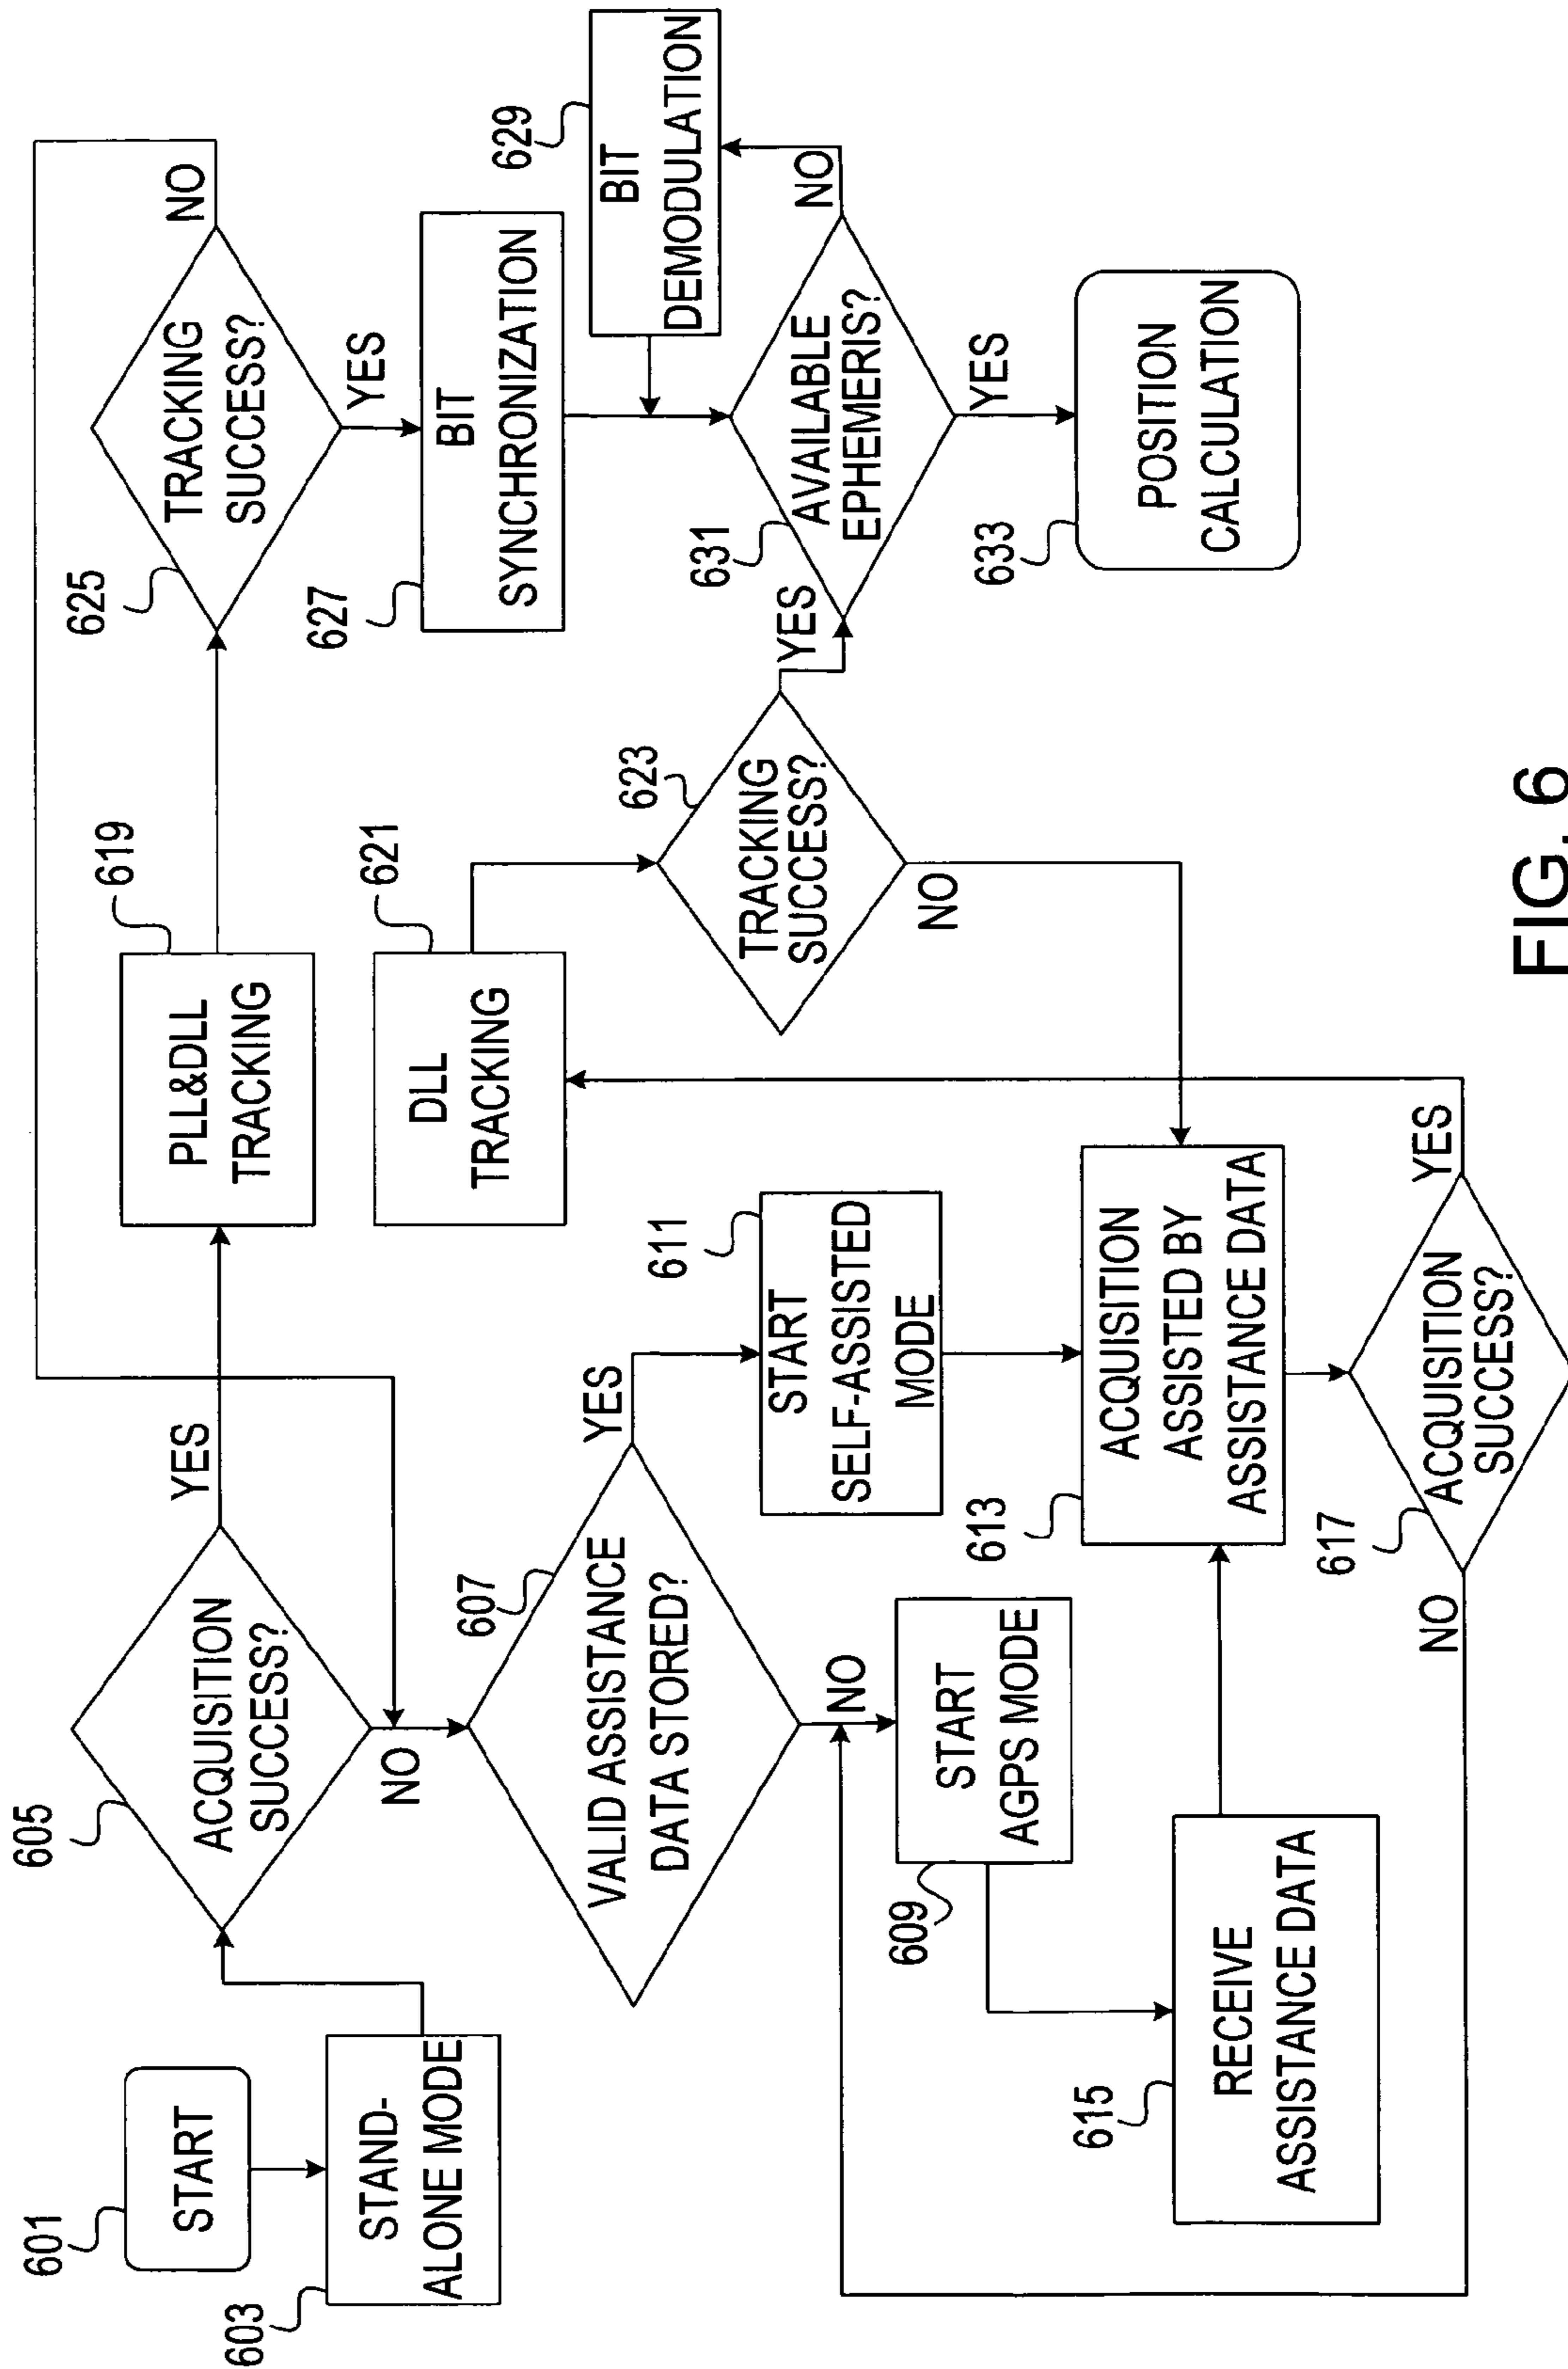 601
START
603
STAND-
ALONE MODE
605
ACQUISITION
SUCCESS?
YES
NO
607
VALID ASSISTANCE
DATA STORED?
YES
NO
609
START
AGPS MODE
615
RECEIVE
ASSISTANCE DATA
611
START
SELF-ASSISTED
MODE
613
ACQUISITION
ASSISTED BY
ASSISTANCE DATA
617
ACQUISITION
SUCCESS?
YES
NO
619
PLL&DLL
TRACKING
621
DLL
TRACKING
623
TRACKING
SUCCESS?
YES
NO
625
TRACKING
SUCCESS?
NO
YES
627
BIT
SYNCHRONIZATION
629
BIT
DEMODULATION
631
AVAILABLE
EPHEMERIS?
NO
YES
633
POSITION
CALCULATION
FIG. 6